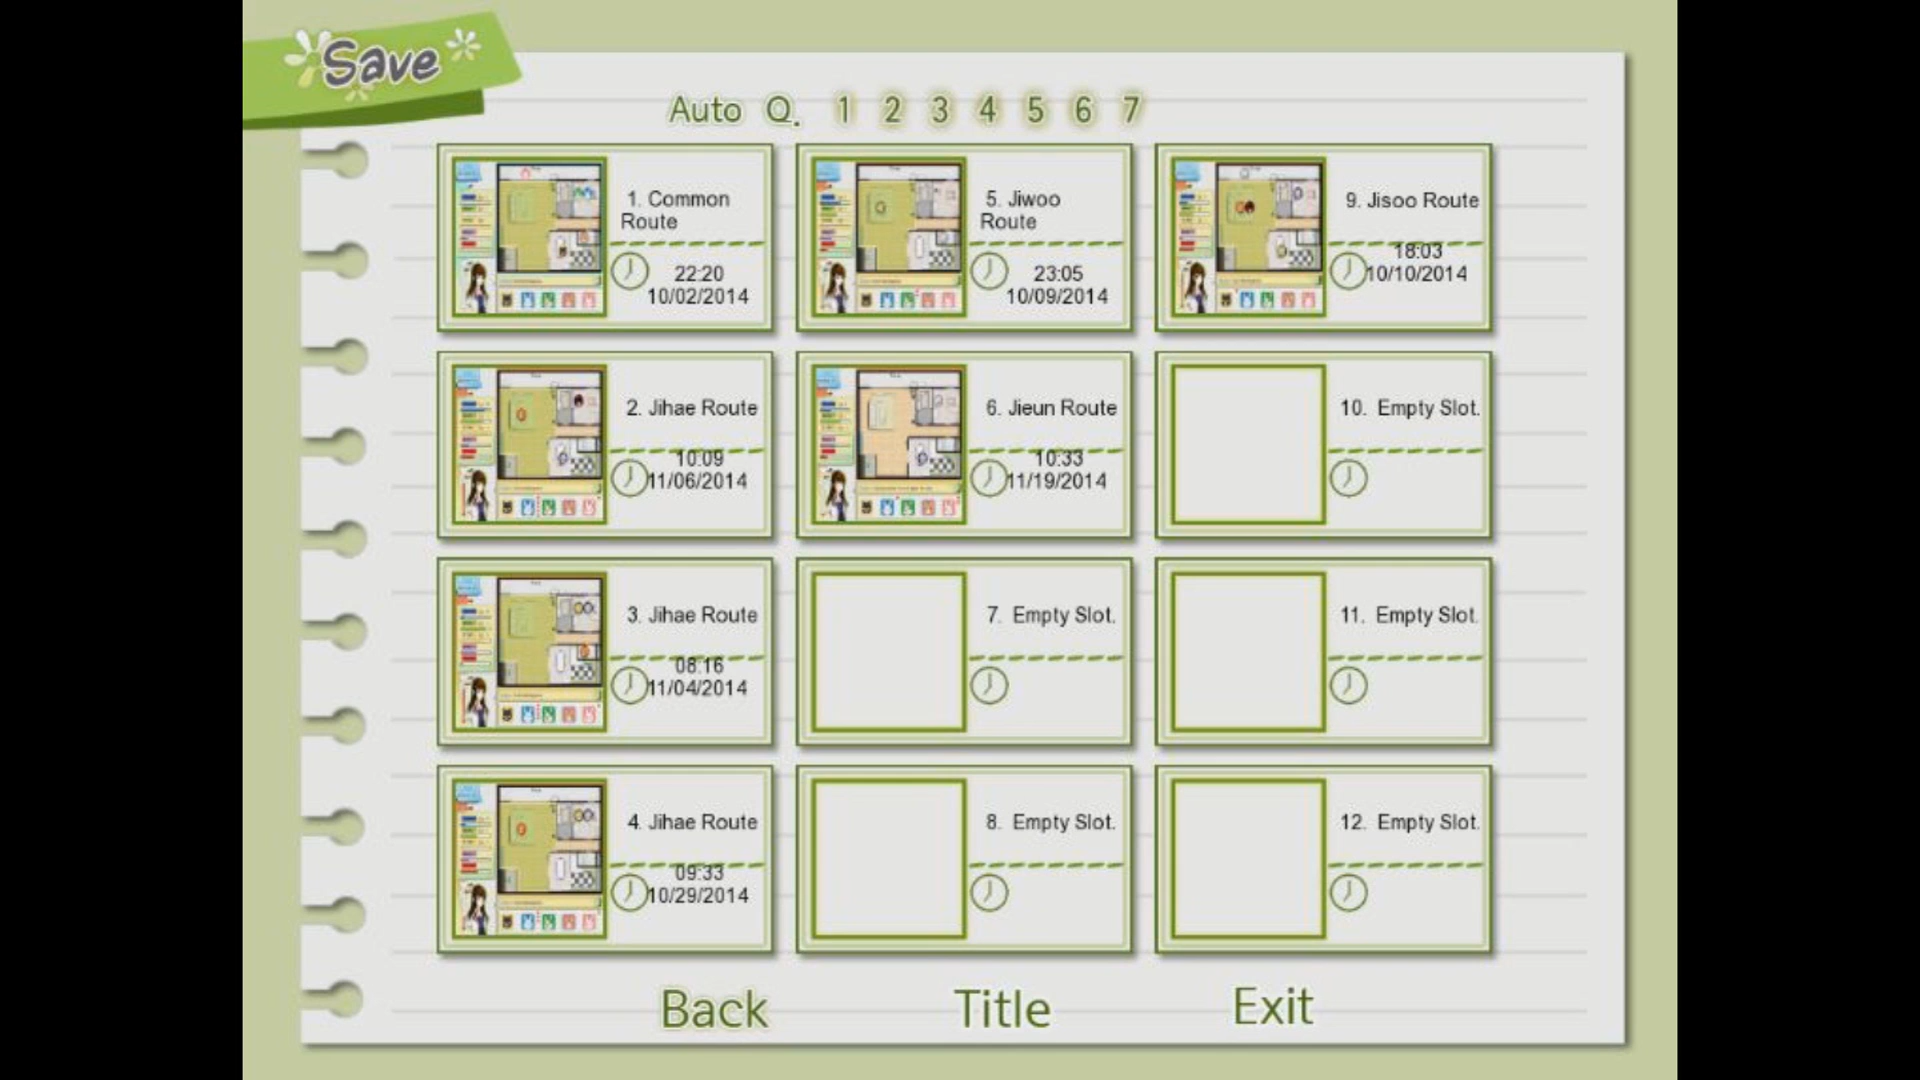 Save
Auto Q. 1 2 3 4 5 6 7
1. Common
Route
22:20
10/02/2014
5. Jiwoo
Route
23:05
10/09/2014
9. Jisoo Route
18:03
10/10/2014
2. Jihae Route
10:09
11/06/2014
6. Jieun Route
10:33
11/19/2014
10. Empty Slot.
3. Jihae Route
08:16
11/04/2014
7. Empty Slot.
11. Empty Slot.
4. Jihae Route
09:33
10/29/2014
8. Empty Slot.
12. Empty Slot.
Back Title Exit